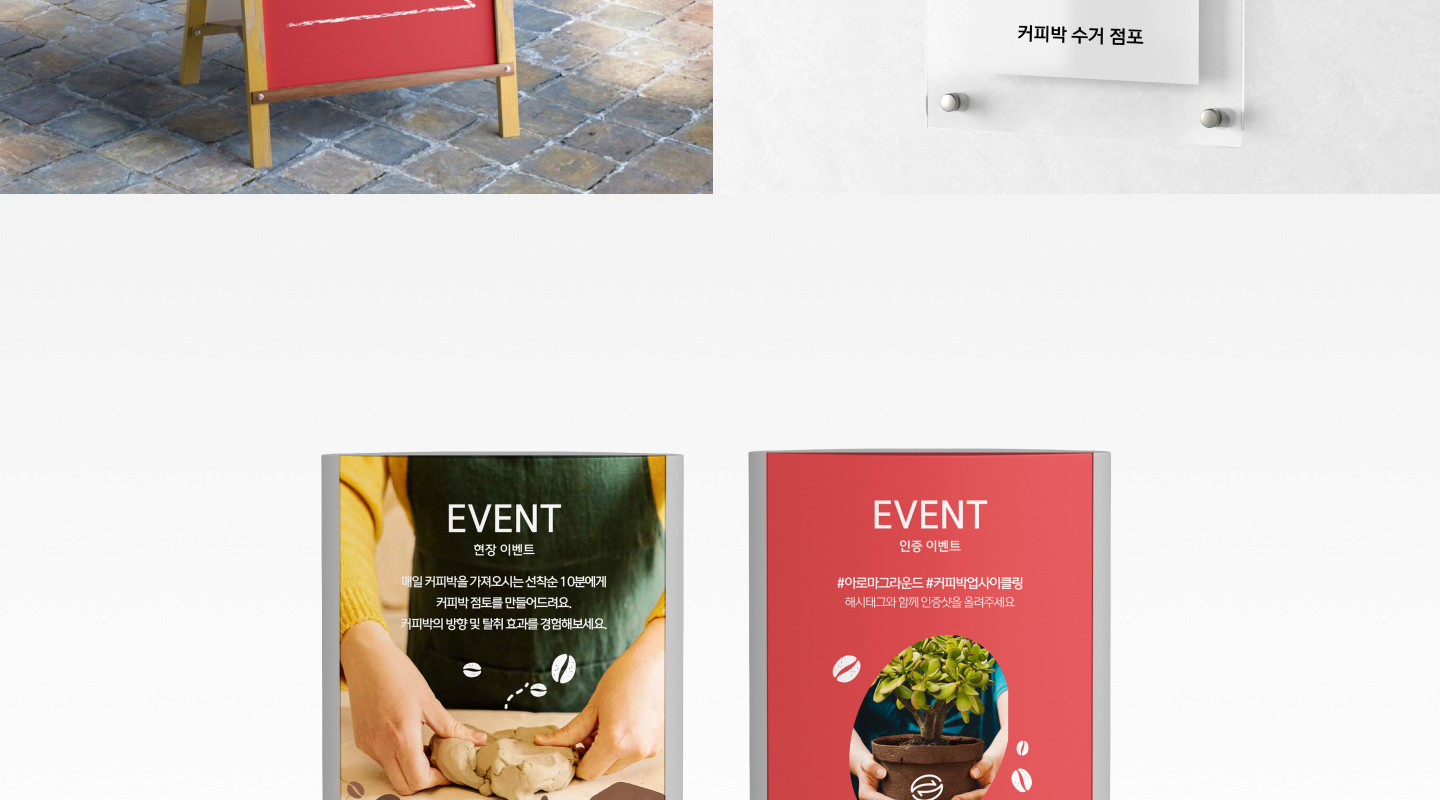 커피박 수거 점포
EVENT
현장 이벤트
매일 커피박을 가져오시는 선착순 10분에게
커피박 점토를 만들어드려요.
커피박의 방향 및 탈취 효과를 경험해보세요.
EVENT
인증 이벤트
#아로마그라운드 #커피박업사이클링
해시태그와 함께 인증샷을 올려주세요